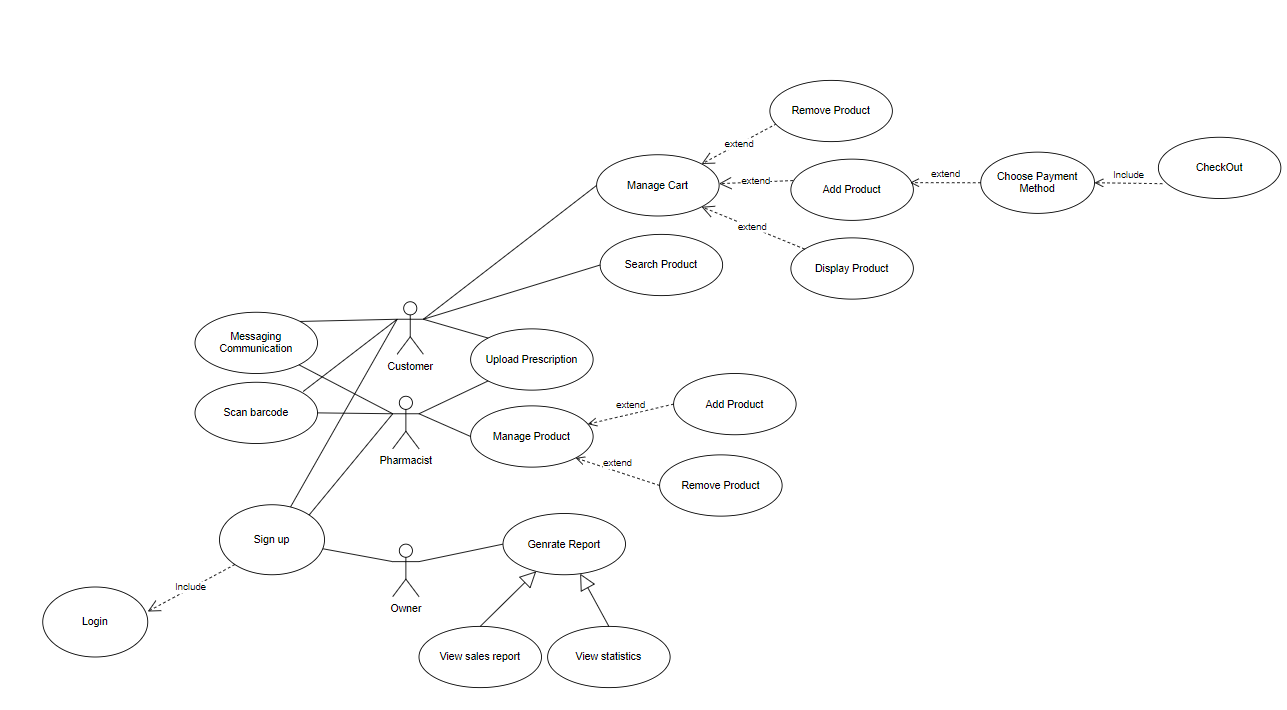 Remove Product
extend
Manage Cart
extend
Add Product
extend
Choose Payment
Method
Include
CheckOut
extend
Search Product
Display Product
Messaging
Communication
Customer
Upload Prescription
Scan barcode
Pharmacist
Manage Product
extend
Add Product
extend
Remove Product
Sign up
Genrate Report
Include
Owner
Login
View sales report
View statistics